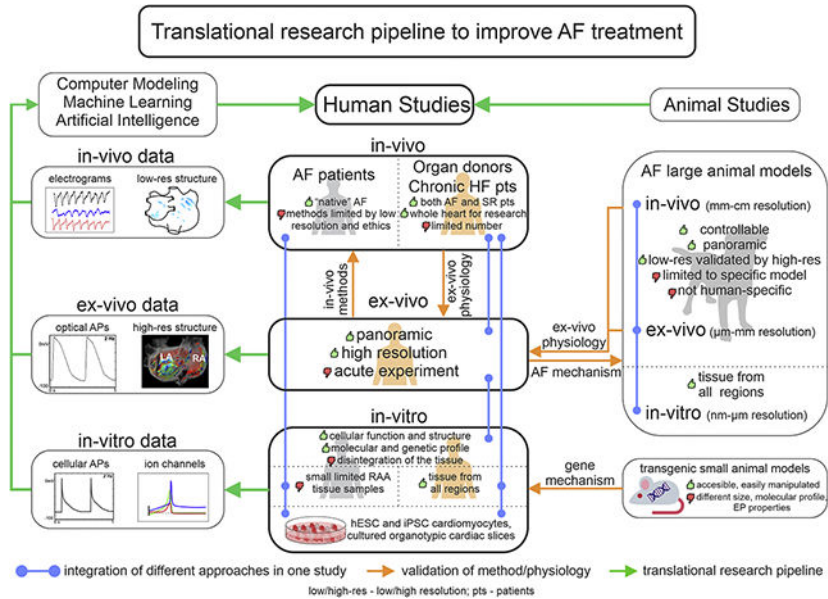 Translational research pipeline to improve AF treatment
Computer Modeling
Machine Learning
Artificial Intelligence
Human Studies
Animal Studies
in-vivo data
electrograms
low-res structure
ex-vivo data
optical APs
high-res structure
2 Hz
LA
RA
-100
in-vitro data
cellular APs
ion channels
-100
in-vivo
AF patients
"native" AF
methods limited by low
resolution and ethics
Organ donors
Chronic HF pts
both AF and SR pts
whole heart for research
limited number
in-vivo
methods
ex-vivo
physiology
ex-vivo
panoramic
high resolution
acute experiment
in-vitro
cellular function and structure
molecular and genetic profile
disintegration of the tissue
small limited RAA
tissue samples
tissue from
all regions
hESC and iPSC cardiomyocytes,
cultured organotypic cardiac slices
ex-vivo
physiology
AF mechanism
gene
mechanism
AF large animal models
in-vivo (mm-cm resolution)
controllable
panoramic
low-res validated by high-res
limited to specific model
not human-specific
ex-vivo (µm-mm resolution)
tissue from
all regions
in-vitro (nm-µm resolution)
transgenic small animal models
accesible, easily manipulated
different size, molecular profile,
EP properties
integration of different approaches in one study
validation of method/physiology
translational research pipeline
low/high-res - low/high resolution; pts - patients